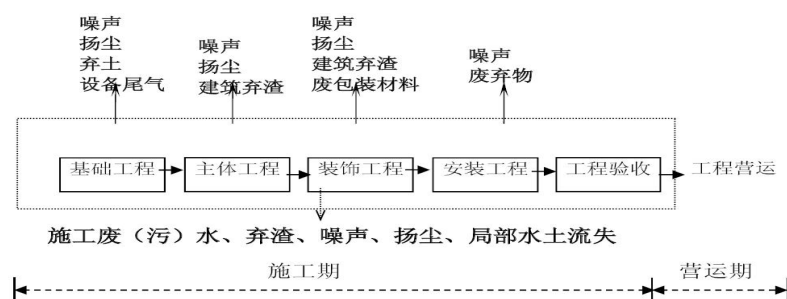 噪声
扬尘
弃土
设备尾气
噪声
扬尘
建筑弃渣
噪声
扬尘
建筑弃渣
废包装材料
噪声
废弃物
基础工程
主体工程
装饰工程
安装工程
工程验收
工程营运
施工废（污）水、弃渣、噪声、扬尘、局部水土流失
施工期
营运期